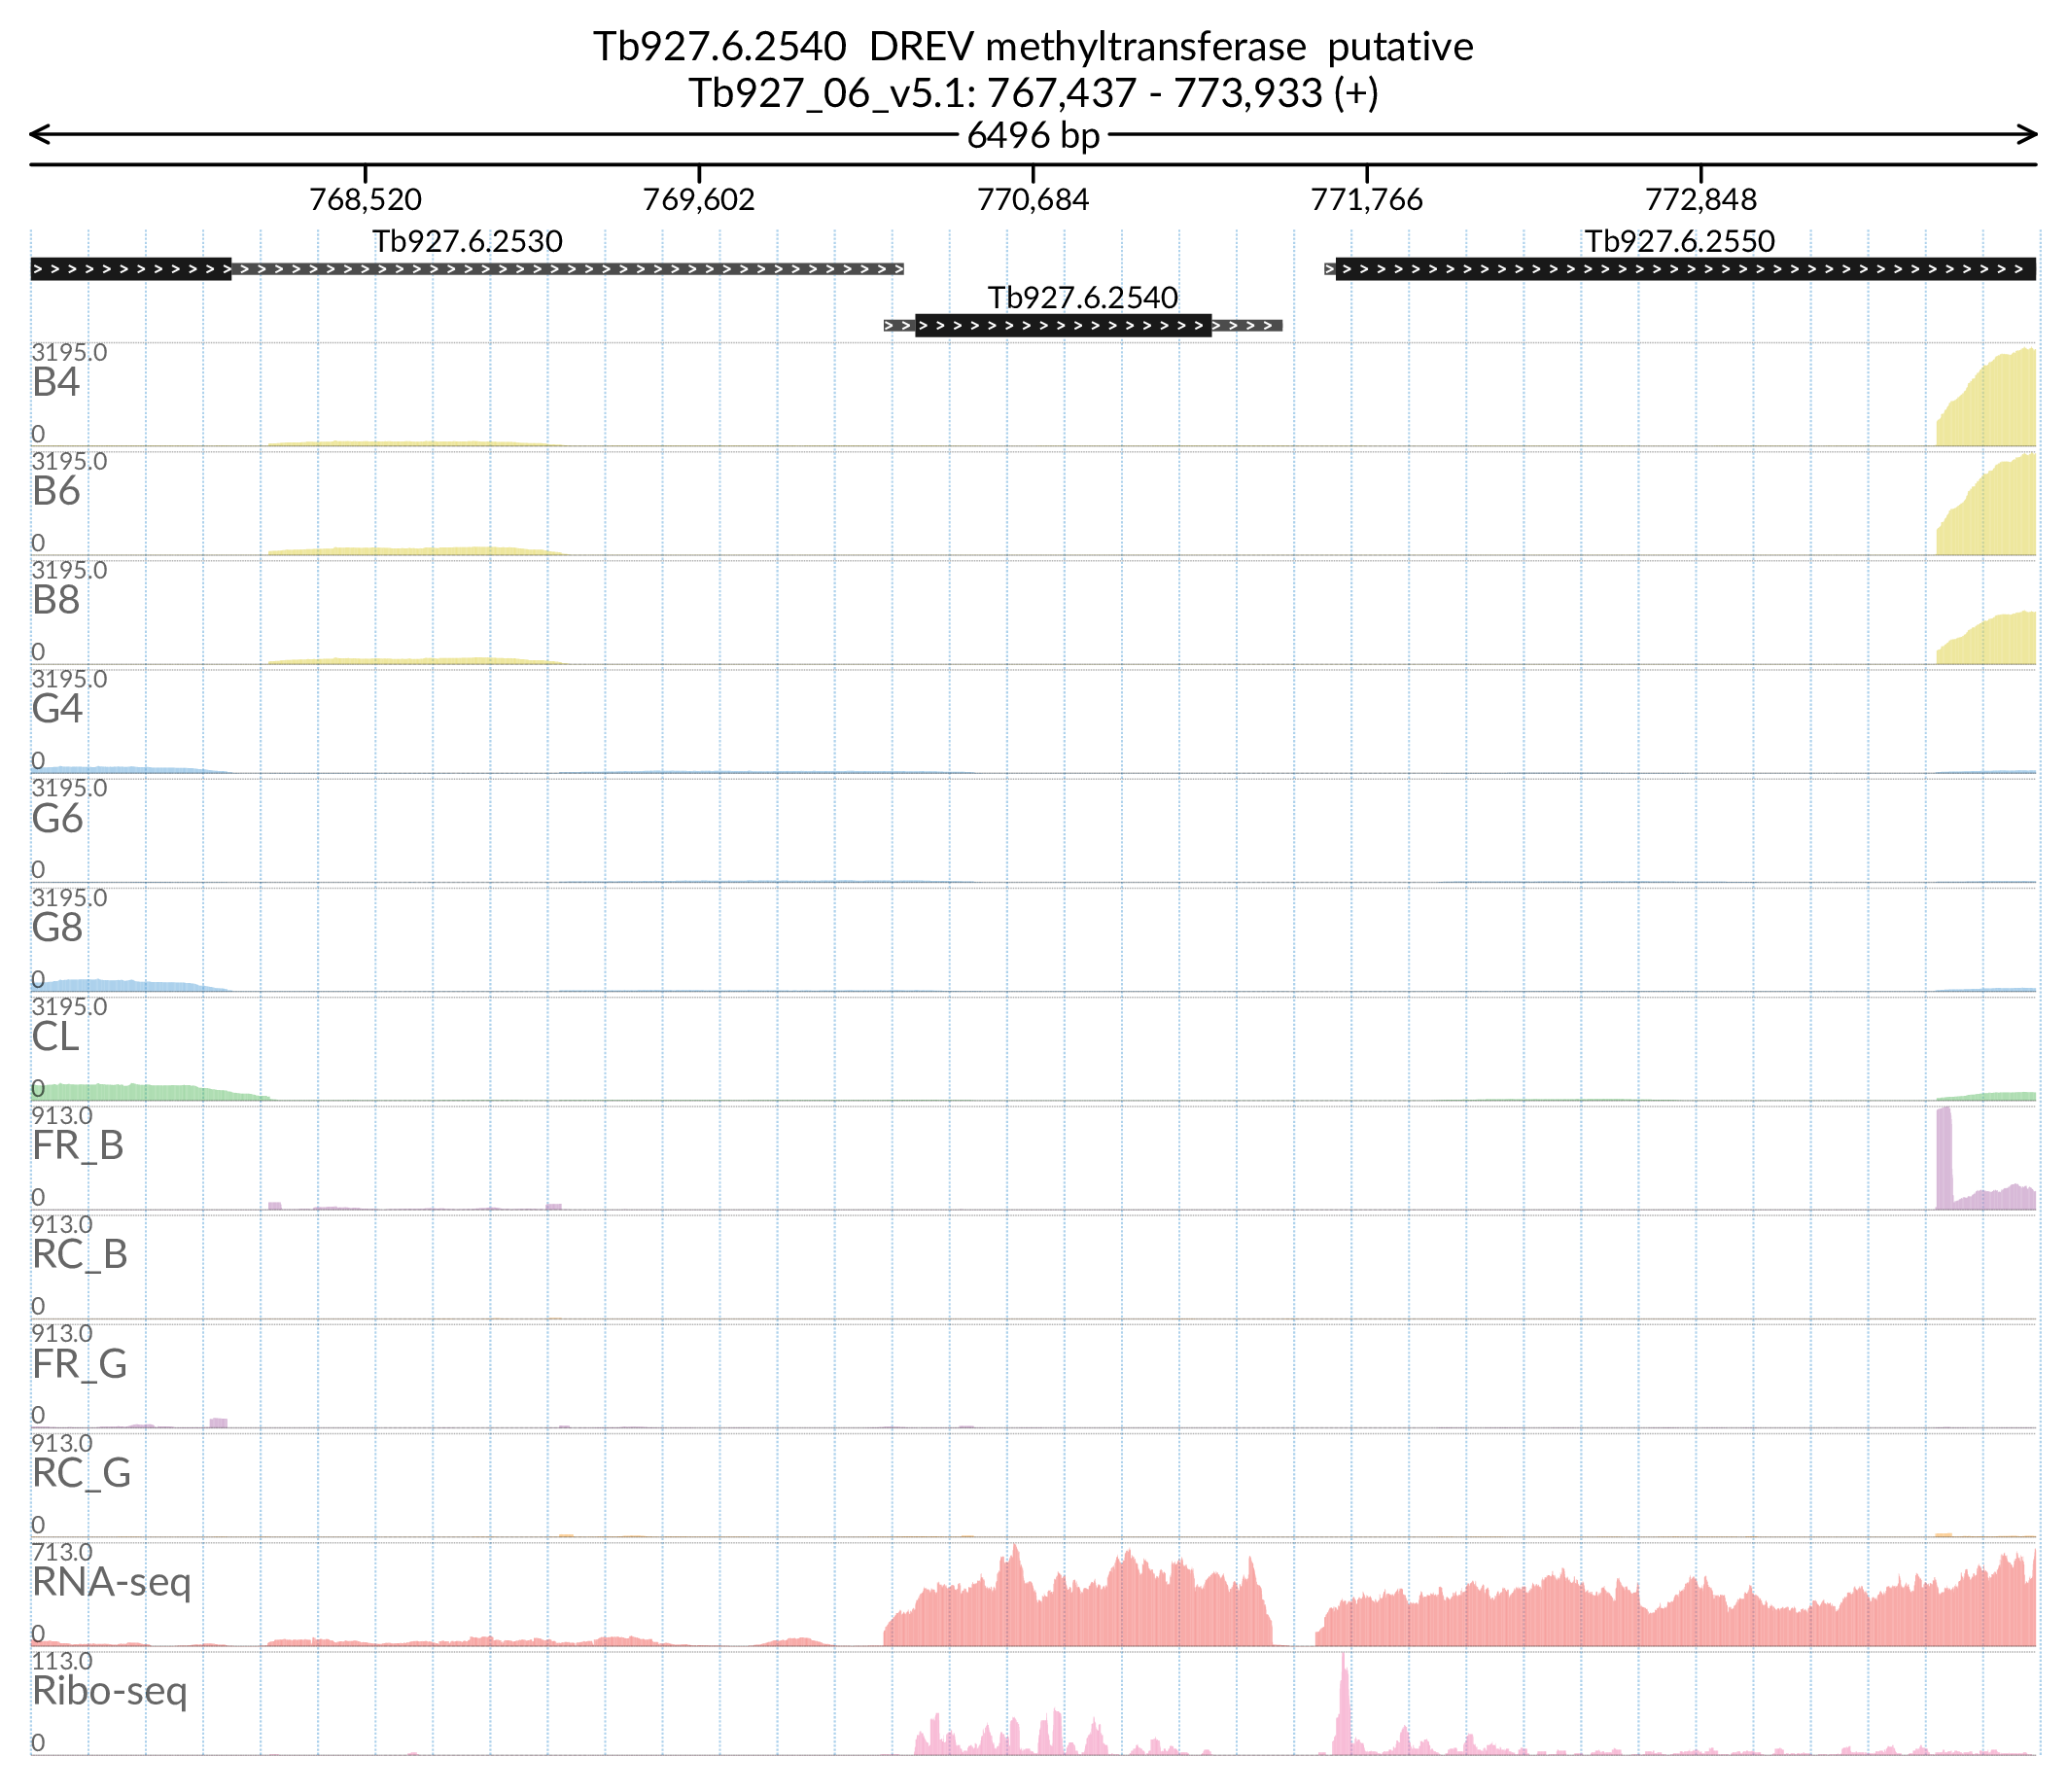 Tb927.6.2540  DREV methyltransferase  putative
Tb927_06_v5.1: 767,437 - 773,933 (+)
6496 bp
768,520 769,602 770,684 771,766 772,848
Tb927.6.2530 Tb927.6.2550
Tb927.6.2540
3195.0
B4
0
3195.0
B6
0
3195.0
B8
0
3195.0
G4
0
3195.0
G6
0
3195.0
G8
0
3195.0
CL
0
913.0
FR_B
0
913.0
RC_B
0
913.0
FR_G
0
913.0
RC_G
0
713.0
RNA-seq
0
113.0
Ribo-seq
0